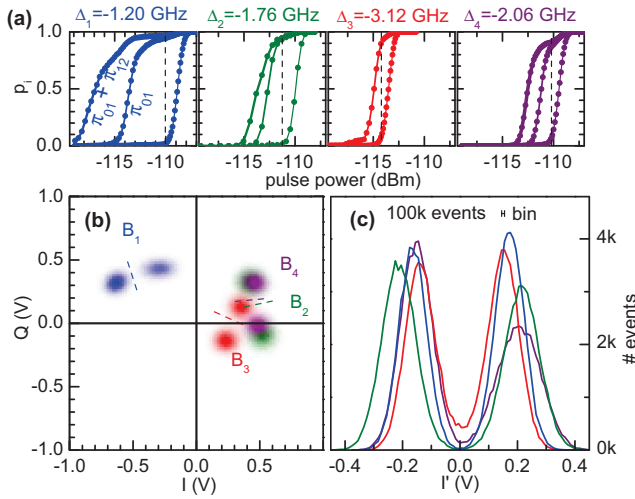 (a) Δ1=-1.20 GHz Δ2=-1.76 GHz Δ3=-3.12 GHz Δ4=-2.06 GHz
1.0
0.5
0.0
pi
π01 + π12
π01
-115 -110 -115 -110 -115 -110 -115 -110
pulse power (dBm)
(b)
1.0
0.5
0.0
0.5
1.0
Q (V)
B1
B4
B2
B3
-1.0 -0.5 0.0 0.5
I (V)
(c) 100k events bin
4k
2k
0k
# events
-0.4 -0.2 0.0 0.2 0.4
I' (V)